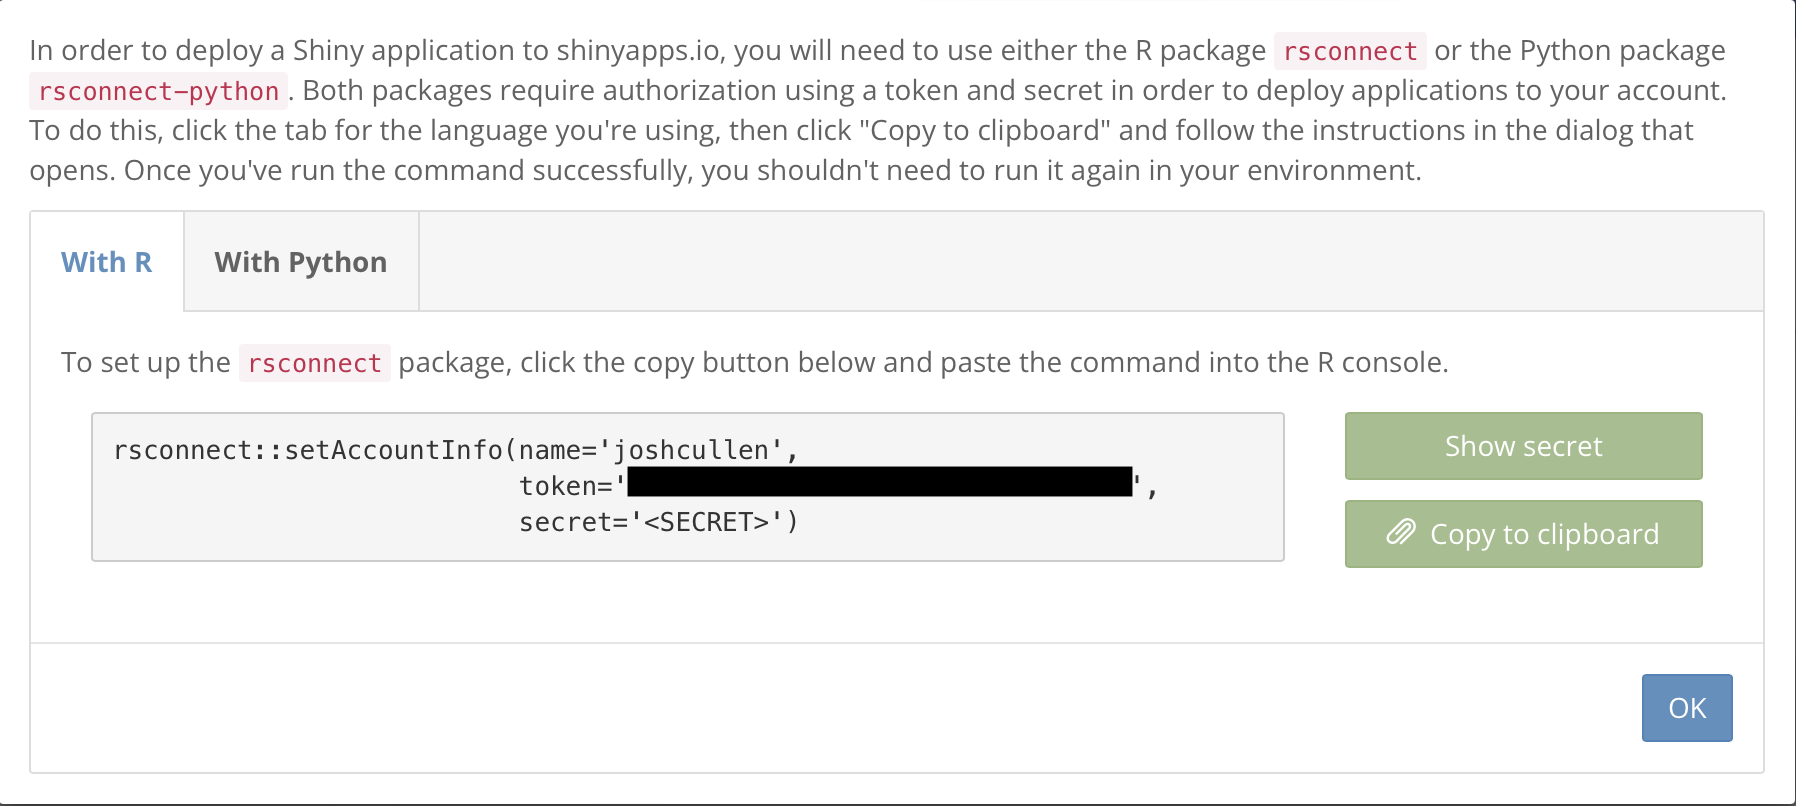 In order to deploy a Shiny application to shinyapps.io, you will need to use either the R package rsconnect or the Python package
rsconnect-python. Both packages require authorization using a token and secret in order to deploy applications to your account.
To do this, click the tab for the language you're using, then click "Copy to clipboard" and follow the instructions in the dialog that
opens. Once you've run the command successfully, you shouldn't need to run it again in your environment.
With R
With Python
To set up the rsconnect package, click the copy button below and paste the command into the R console.
rsconnect::setAccountInfo(name='joshcullen',
token='',
secret='<SECRET>')
Show secret
Copy to clipboard
OK